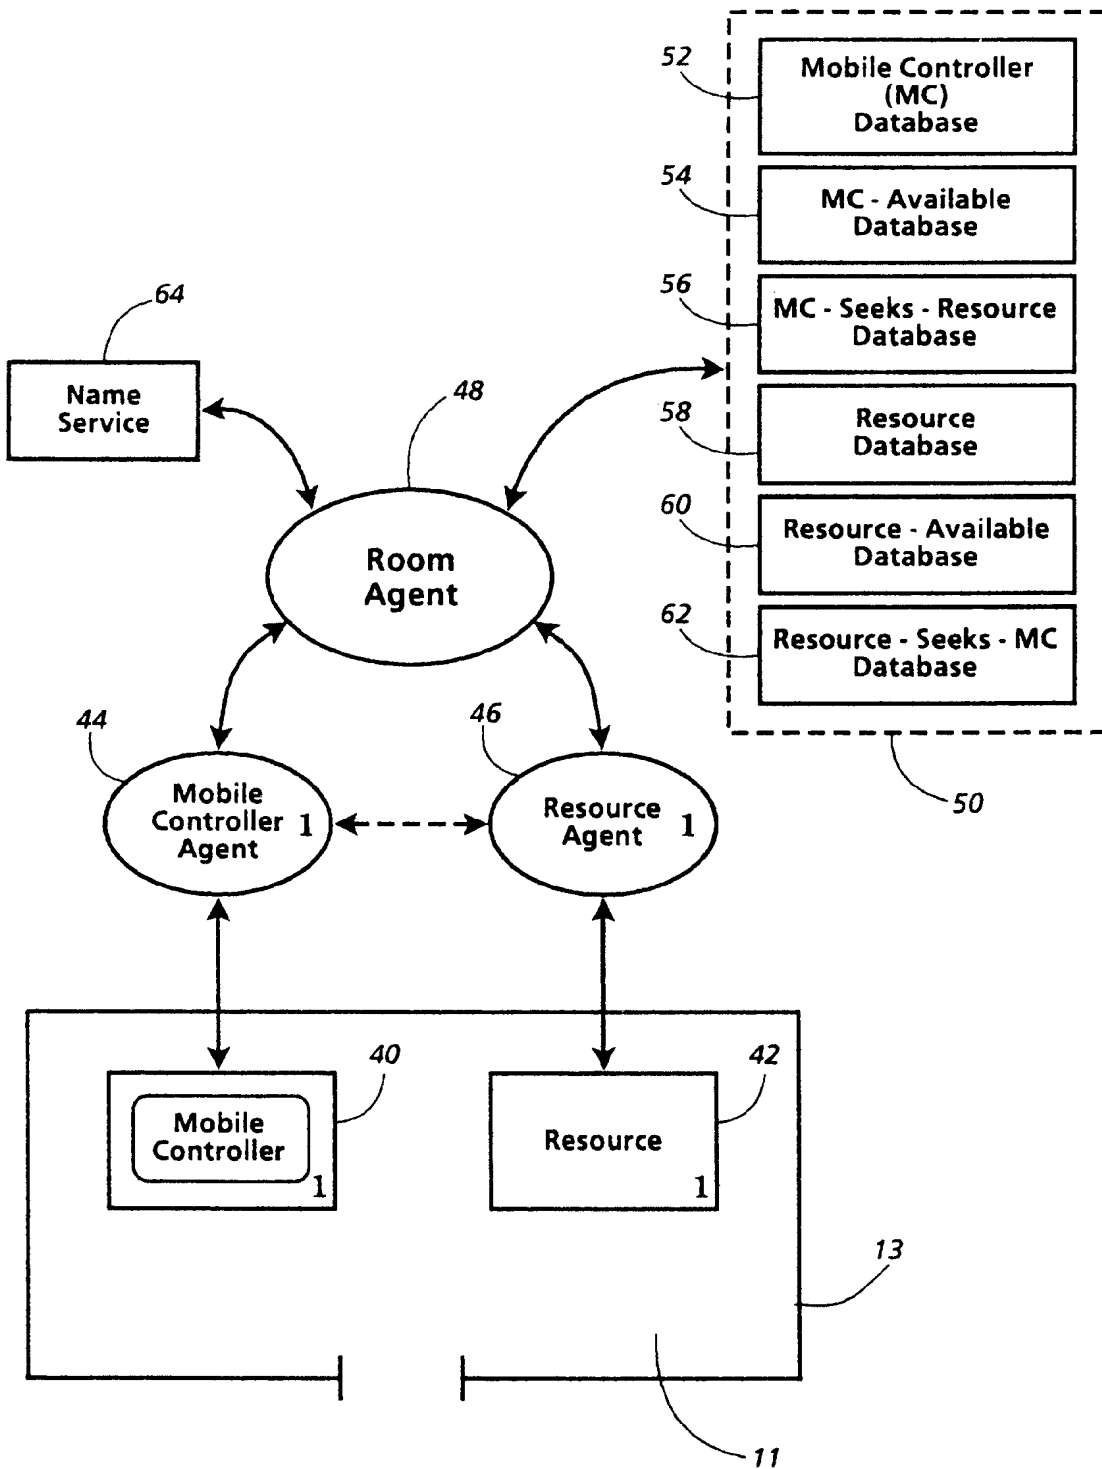 52
Mobile Controller
(MC)
Database
54
MC - Available
Database
56
MC - Seeks - Resource
Database
58
Resource
Database
60
Resource - Available
Database
62
Resource - Seeks - MC
Database
50
64
Name
Service
48
Room
Agent
44
Mobile
Controller 1
Agent
46
Resource
Agent 1
40
Mobile
Controller
1
42
Resource
1
13
11